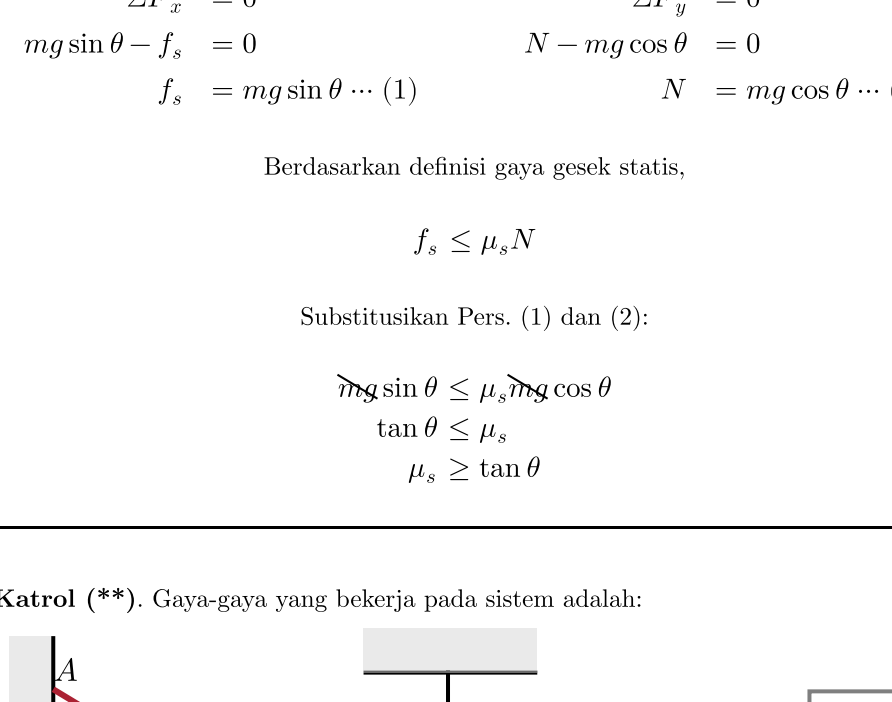 mg sin θ − f_s = 0
N − mg cos θ = 0
f_s = mg sin θ ··· (1)
N = mg cos θ ···
Berdasarkan definisi gaya gesek statis,
f_s ≤ μ_s N
Substitusikan Pers. (1) dan (2):
mg sin θ ≤ μ_s mg cos θ
tan θ ≤ μ_s
μ_s ≥ tan θ
Katrol (**). Gaya-gaya yang bekerja pada sistem adalah:
A